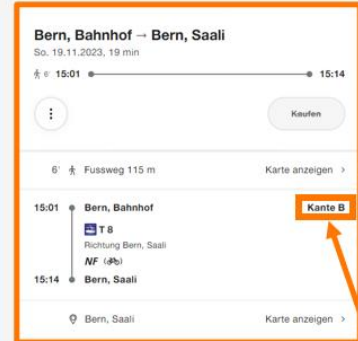 Bern, Bahnhof → Bern, Saali
So. 19.11.2023, 19 min
6' 15:01 15:14
Kaufen
6' Fussweg 115 m Karte anzeigen >
15:01 Bern, Bahnhof Kante B
T 8
Richtung Bern, Saali
NF
15:14 Bern, Saali
Bern, Saali Karte anzeigen >